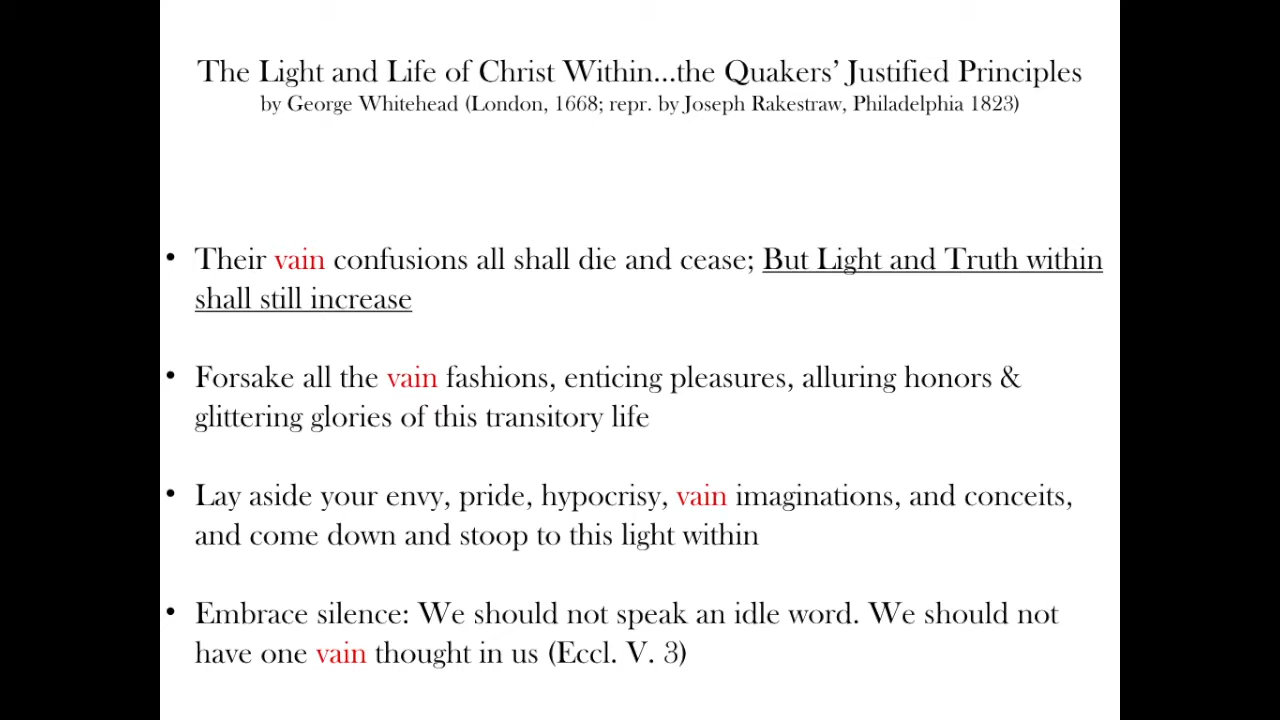 The Light and Life of Christ Within...the Quakers’ Justified Principles
by George Whitehead (London, 1668; repr. by Joseph Rakestraw, Philadelphia 1823)
• Their vain confusions all shall die and cease; But Light and Truth within
shall still increase
• Forsake all the vain fashions, enticing pleasures, alluring honors &
glittering glories of this transitory life
• Lay aside your envy, pride, hypocrisy, vain imaginations, and conceits,
and come down and stoop to this light within
• Embrace silence: We should not speak an idle word. We should not
have one vain thought in us (Eccl. V. 3)